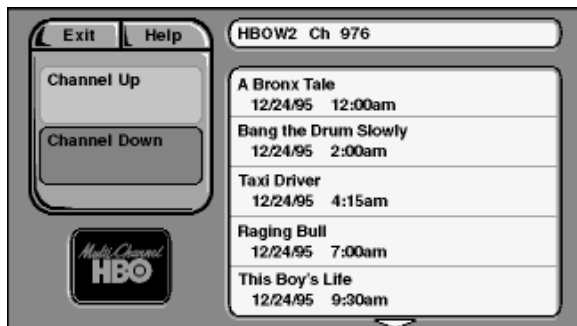 Exit Help
HBOW2 Ch 976
Channel Up
Channel Down
Multi-Channel
HBO
A Bronx Tale
12/24/95 12:00am
Bang the Drum Slowly
12/24/95 2:00am
Taxi Driver
12/24/95 4:15am
Raging Bull
12/24/95 7:00am
This Boy's Life
12/24/95 9:30am